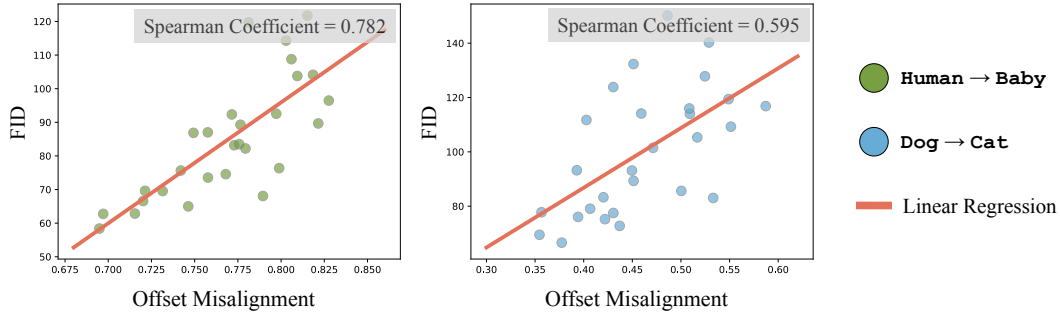 Spearman Coefficient = 0.782
FID
120
110
100
90
80
70
60
50
0.675 0.700 0.725 0.750 0.775 0.800 0.825 0.850
Offset Misalignment
Spearman Coefficient = 0.595
FID
140
120
100
80
0.30 0.35 0.40 0.45 0.50 0.55 0.60
Offset Misalignment
Human → Baby
Dog → Cat
Linear Regression